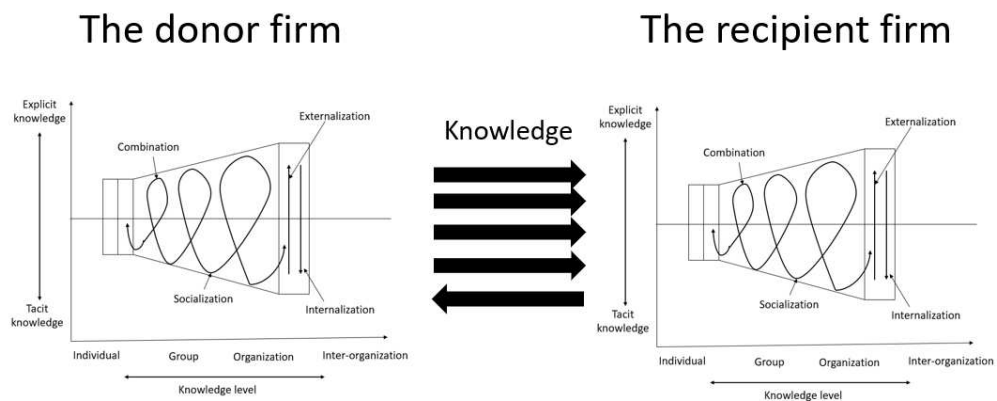 The donor firm
The recipient firm
Explicit
knowledge
Externalization
Combination
Socialization
Internalization
Tacit
knowledge
Individual
Group
Organization
Inter-organization
Knowledge level
Knowledge
Explicit
knowledge
Externalization
Combination
Socialization
Internalization
Tacit
knowledge
Individual
Group
Organization
Inter-organization
Knowledge level